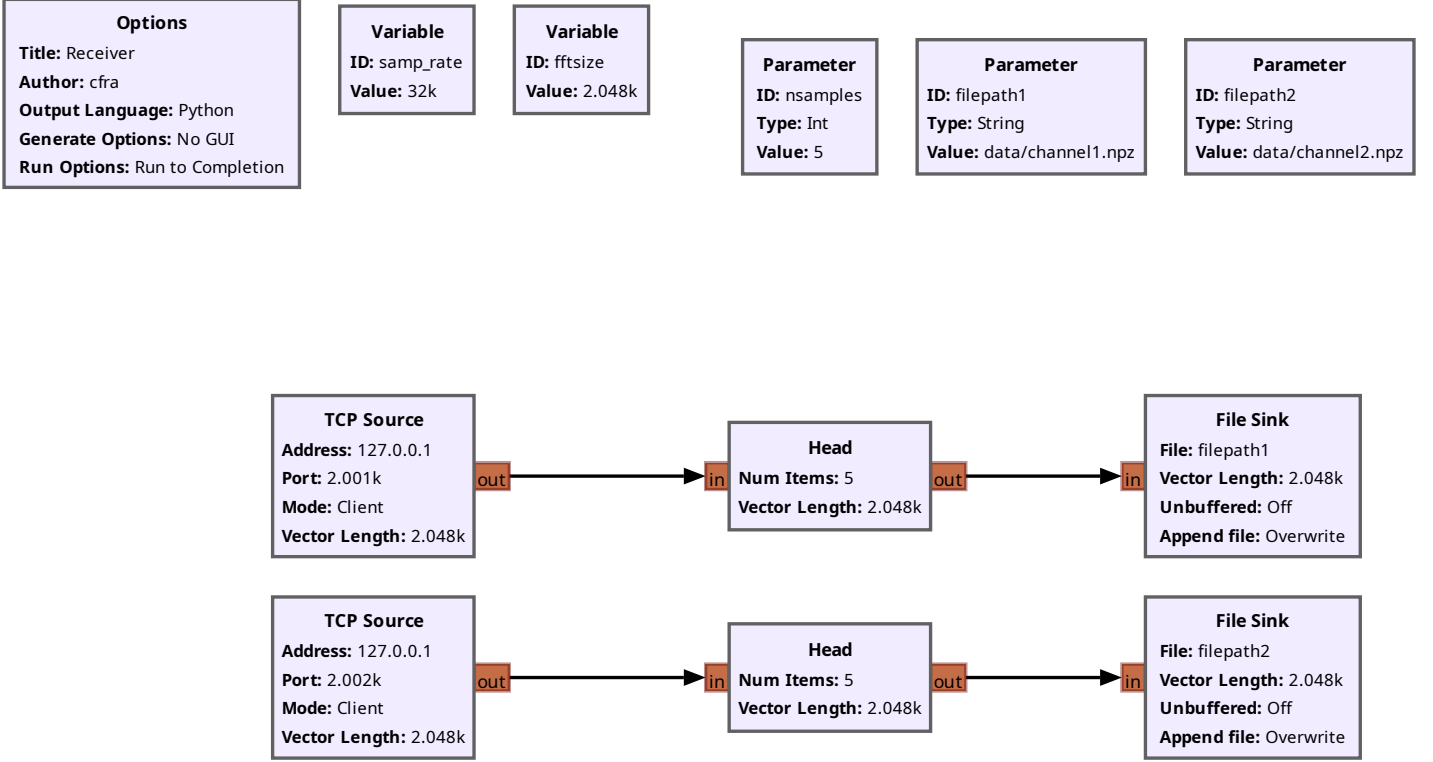 Options
Title: Receiver
Author: cfra
Output Language: Python
Generate Options: No GUI
Run Options: Run to Completion
Variable
ID: samp_rate
Value: 32k
Variable
ID: fftsize
Value: 2.048k
Parameter
ID: nsamples
Type: Int
Value: 5
Parameter
ID: filepath1
Type: String
Value: data/channel1.npz
Parameter
ID: filepath2
Type: String
Value: data/channel2.npz
TCP Source
Address: 127.0.0.1
Port: 2.001k
Mode: Client
Vector Length: 2.048k
out
in
Head
Num Items: 5
Vector Length: 2.048k
out
in
File Sink
File: filepath1
Vector Length: 2.048k
Unbuffered: Off
Append file: Overwrite
TCP Source
Address: 127.0.0.1
Port: 2.002k
Mode: Client
Vector Length: 2.048k
out
in
Head
Num Items: 5
Vector Length: 2.048k
out
in
File Sink
File: filepath2
Vector Length: 2.048k
Unbuffered: Off
Append file: Overwrite